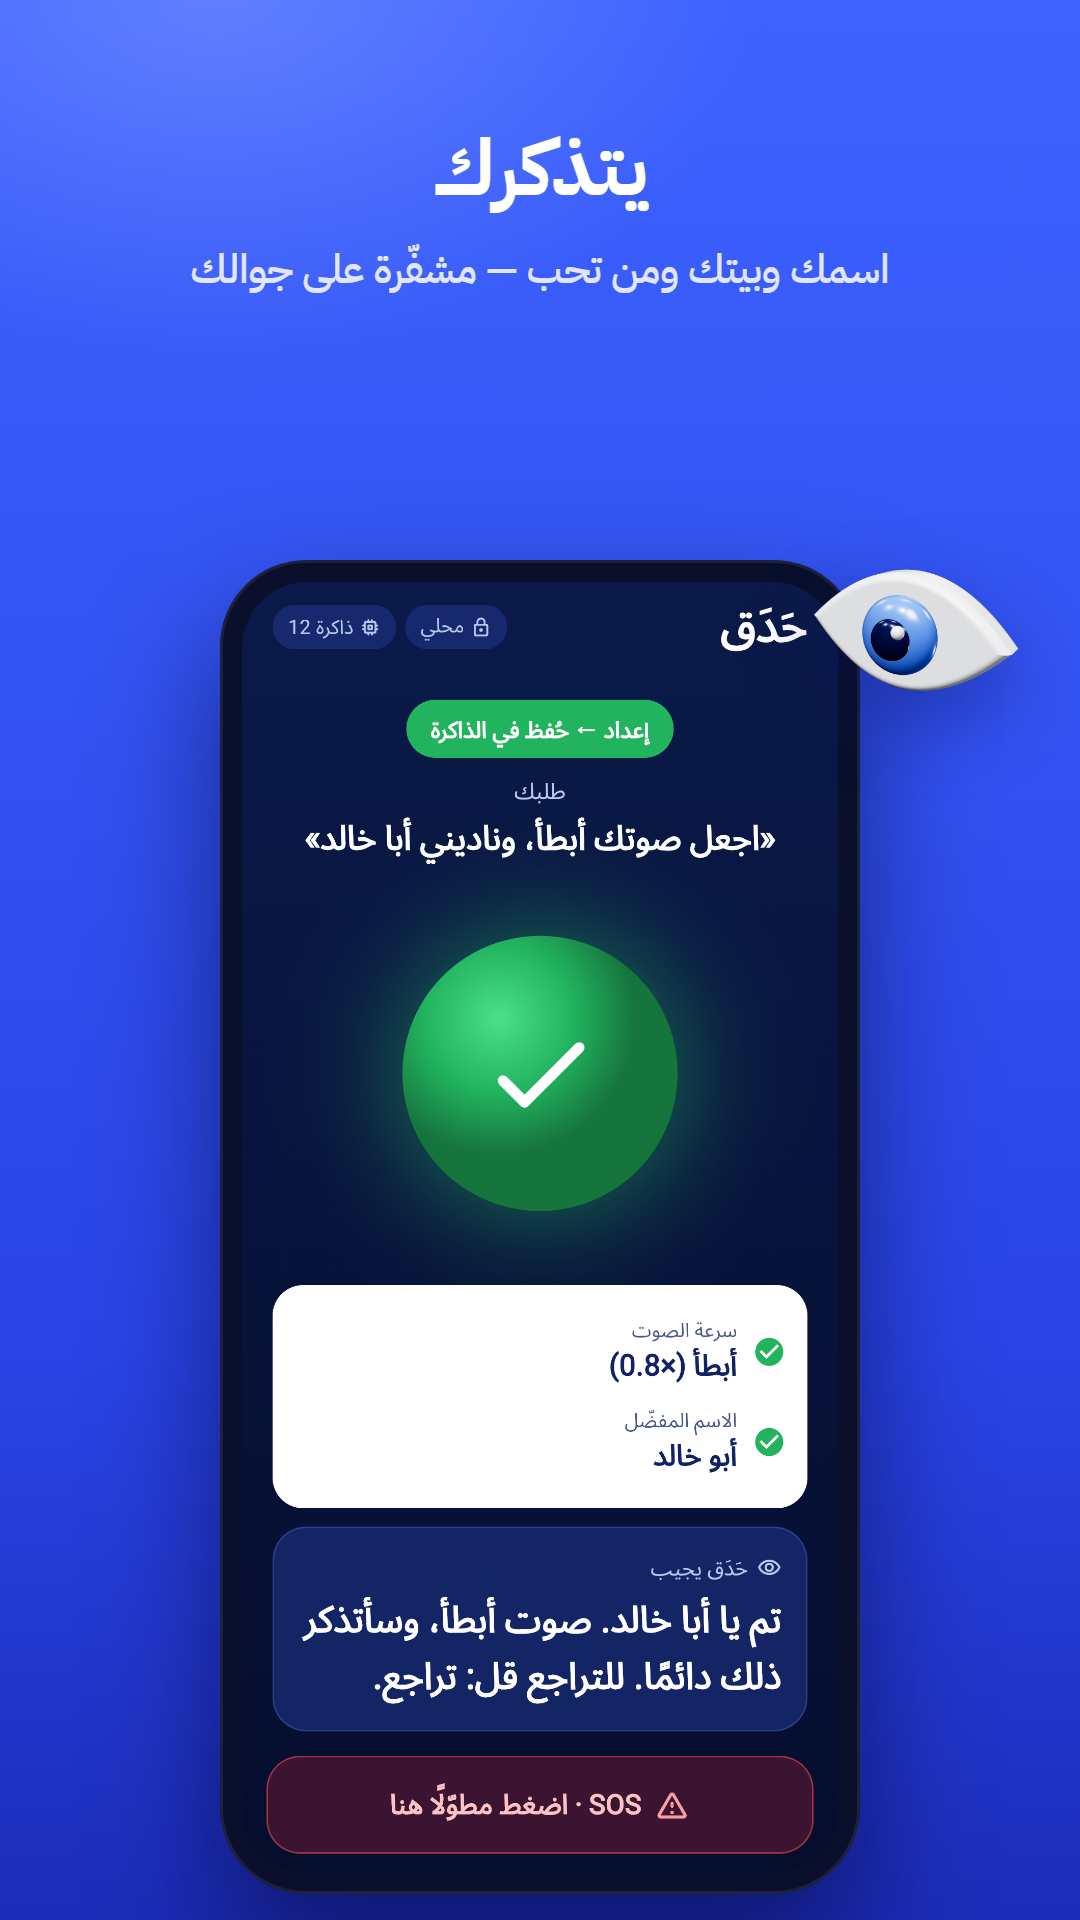 يتذكرك
اسمك وبيتك ومن تحب — مشفّرة على جوالك
حَدَق
محلي
ذاكرة 12
إعداد ← حُفظ في الذاكرة
طلبك
«اجعل صوتك أبطأ، وناديني أبا خالد»
سرعة الصوت
أبطأ (×0.8)
الاسم المفضّل
أبو خالد
حَدَق يجيب
تم يا أبا خالد. صوت أبطأ، وسأتذكر
ذلك دائمًا. للتراجع قل: تراجع.
SOS · اضغط مطوّلًا هنا